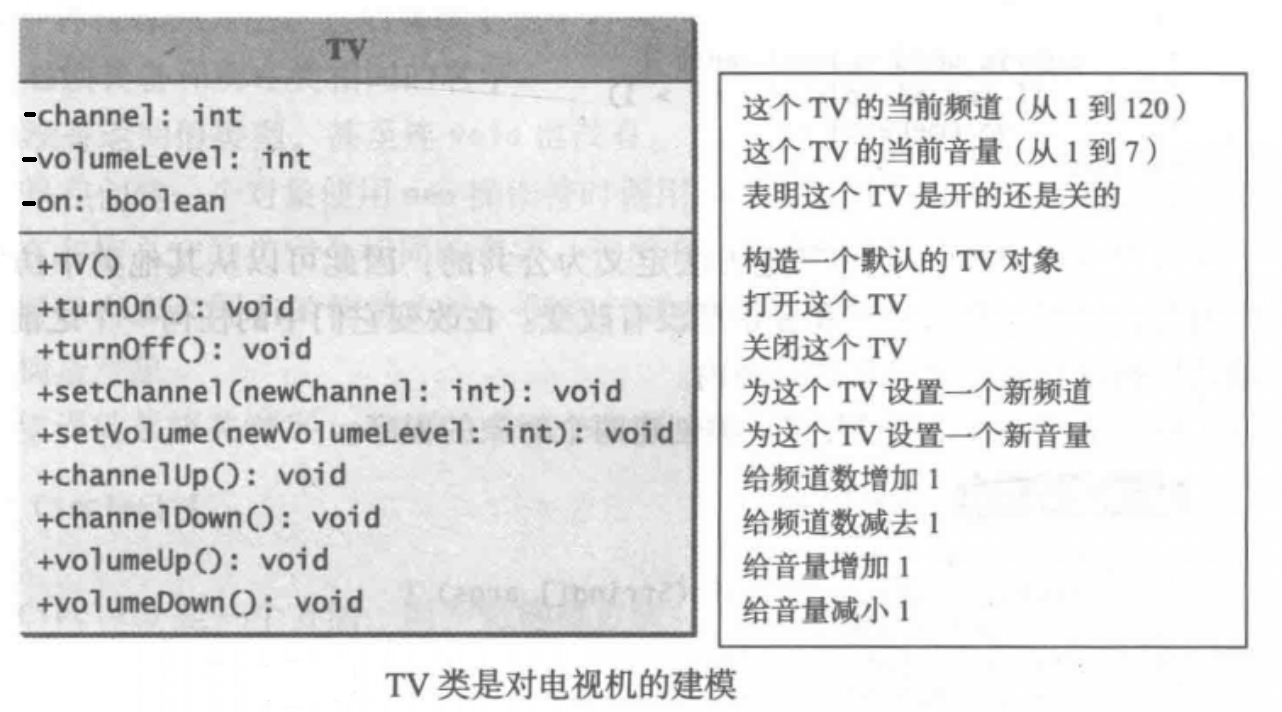 TV
-channel: int
-volumeLevel: int
-on: boolean
+TV()
+turnOn(): void
+turnOff(): void
+setChannel(newChannel: int): void
+setVolume(newVolumeLevel: int): void
+channelUp(): void
+channelDown(): void
+volumeUp(): void
+volumeDown(): void
这个 TV 的当前频道（从 1 到 120）
这个 TV 的当前音量（从 1 到 7）
表明这个 TV 是开的还是关的
构造一个默认的 TV 对象
打开这个 TV
关闭这个 TV
为这个 TV 设置一个新频道
为这个 TV 设置一个新音量
给频道数增加 1
给频道数减去 1
给音量增加 1
给音量减小 1
TV 类是对电视机的建模